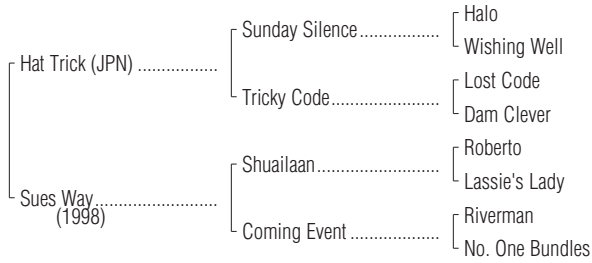 Halo
Sunday Silence..................
Wishing Well
Hat Trick (JPN) ..................
Lost Code
Tricky Code........................
Dam Clever
Roberto
Shuailaan...........................
Lassie's Lady
Sues Way...........................
(1998)
Riverman
Coming Event ....................
No. One Bundles